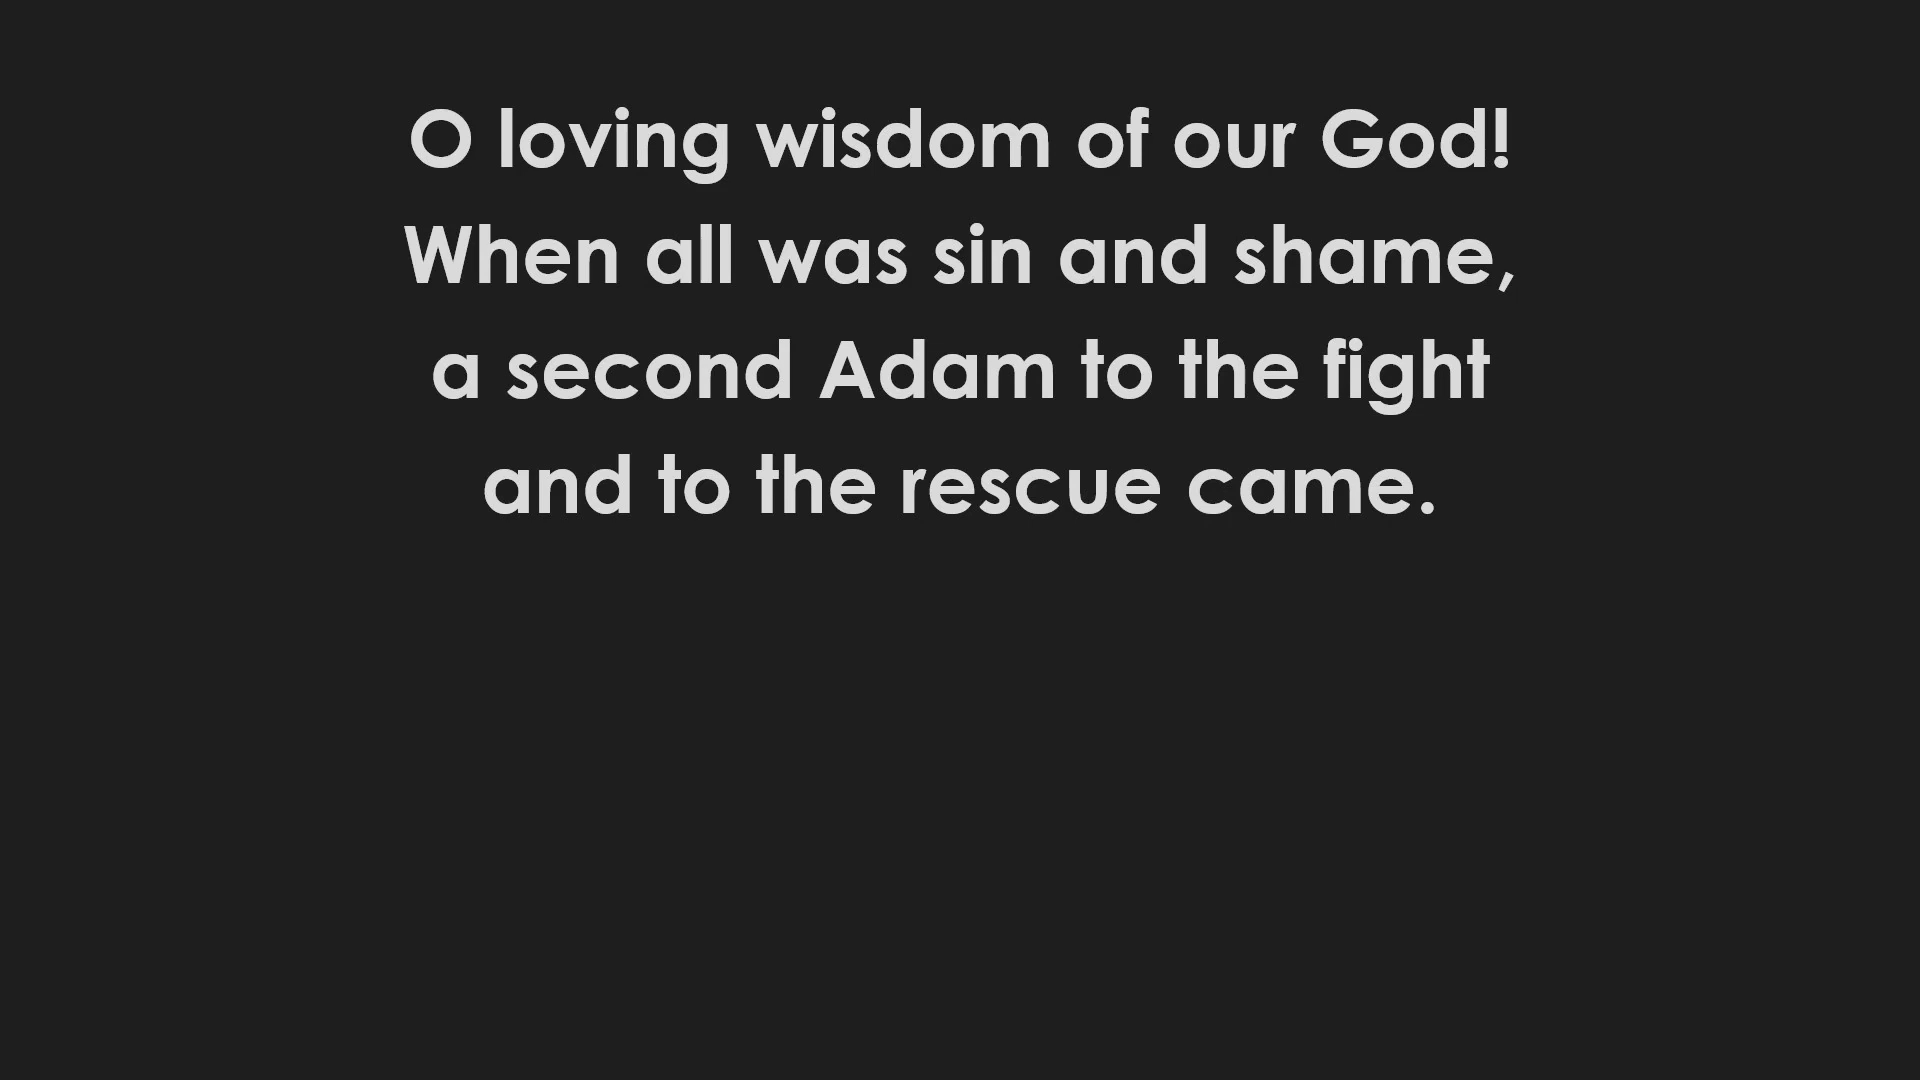 O loving wisdom of our God!
When all was sin and shame,
a second Adam to the fight
and to the rescue came.